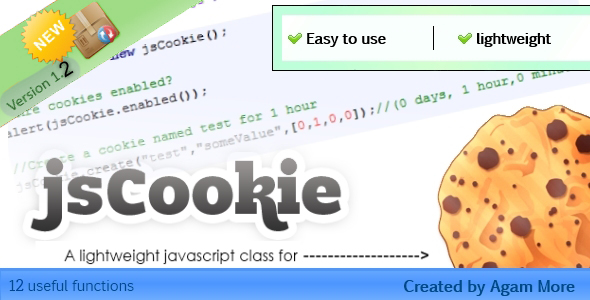 NEW
Version 1.2
✔ Easy to use | ✔ lightweight
new jsCookie();
cookies enabled?
alert(jsCookie.enabled());
//Create a cookie named test for 1 hour
jsCookie.create("test","someValue",[0,1,0,0]);//(0 days, 1 hour,0
jsCookie
A lightweight javascript class for ------------------->
12 useful functions
Created by Agam More